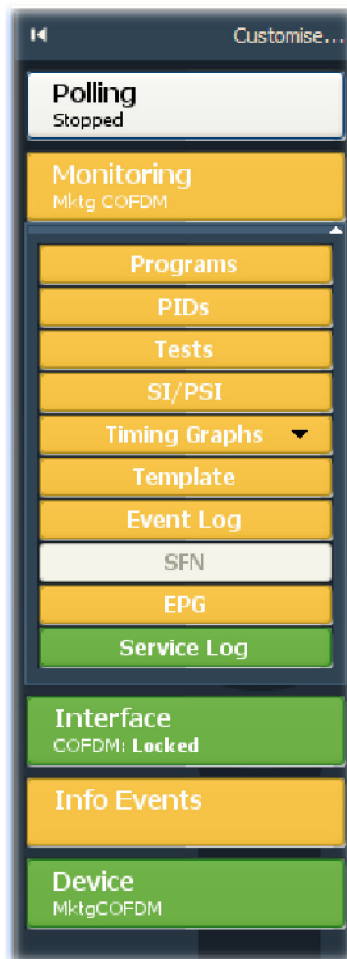 Customise...
Polling
Stopped
Monitoring
Mktg COFDM
Programs
PIDs
Tests
SI/PSI
Timing Graphs
Template
Event Log
SFN
EPG
Service Log
Interface
COFDM: Locked
Info Events
Device
MktgCOFDM